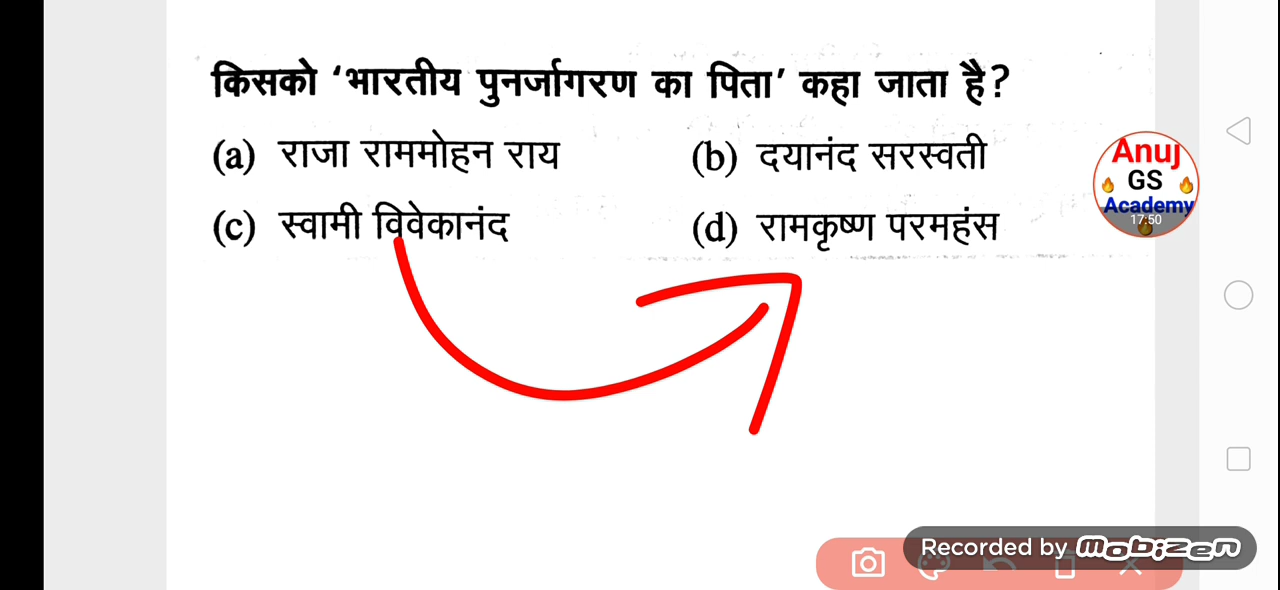 किसको ‘भारतीय पुनर्जागरण का पिता’ कहा जाता है?
(a) राजा राममोहन राय (b) दयानंद सरस्वती
(c) स्वामी विवेकानंद (d) रामकृष्ण परमहंस
Anuj
GS
Academy
17:50
Recorded by Mobizen